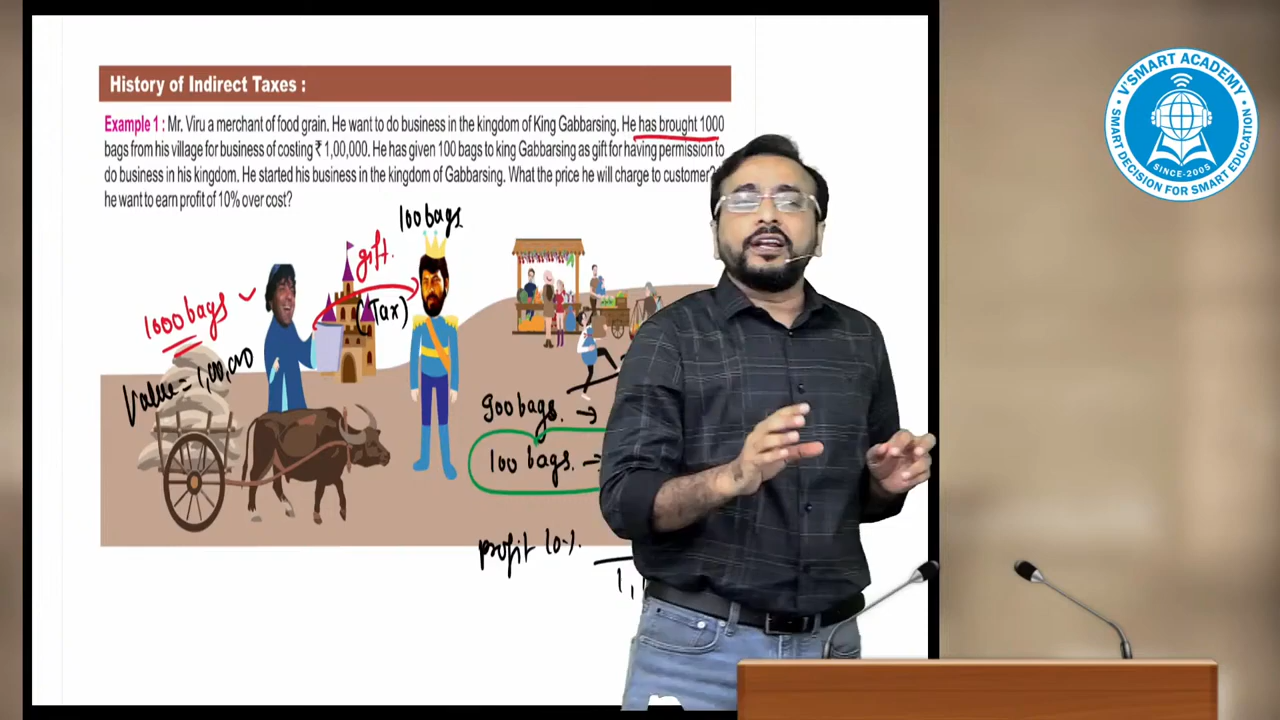 History of Indirect Taxes :
Example 1 : Mr. Viru a merchant of food grain. He want to do business in the kingdom of King Gabbarsing. He has brought 1000
bags from his village for business of costing ₹ 1,00,000. He has given 100 bags to king Gabbarsing as gift for having permission to
do business in his kingdom. He started his business in the kingdom of Gabbarsing. What the price he will charge to customer?
he want to earn profit of 10% over cost?
100 bags
gift.
(Tax)
1000 bags
Value = 1,00,000
900 bags. →
100 bags. →
profit 10%.
1,1
V'SMART ACADEMY
SINCE-2005
SMART DECISION FOR SMART EDUCATION